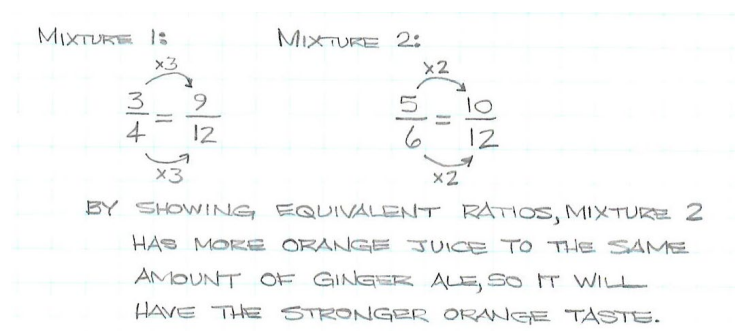 MIXTURE 1: MIXTURE 2:
×3 ×2
3/4 = 9/12 5/6 = 10/12
×3 ×2
BY SHOWING EQUIVALENT RATIOS, MIXTURE 2
HAS MORE ORANGE JUICE TO THE SAME
AMOUNT OF GINGER ALE, SO IT WILL
HAVE THE STRONGER ORANGE TASTE.